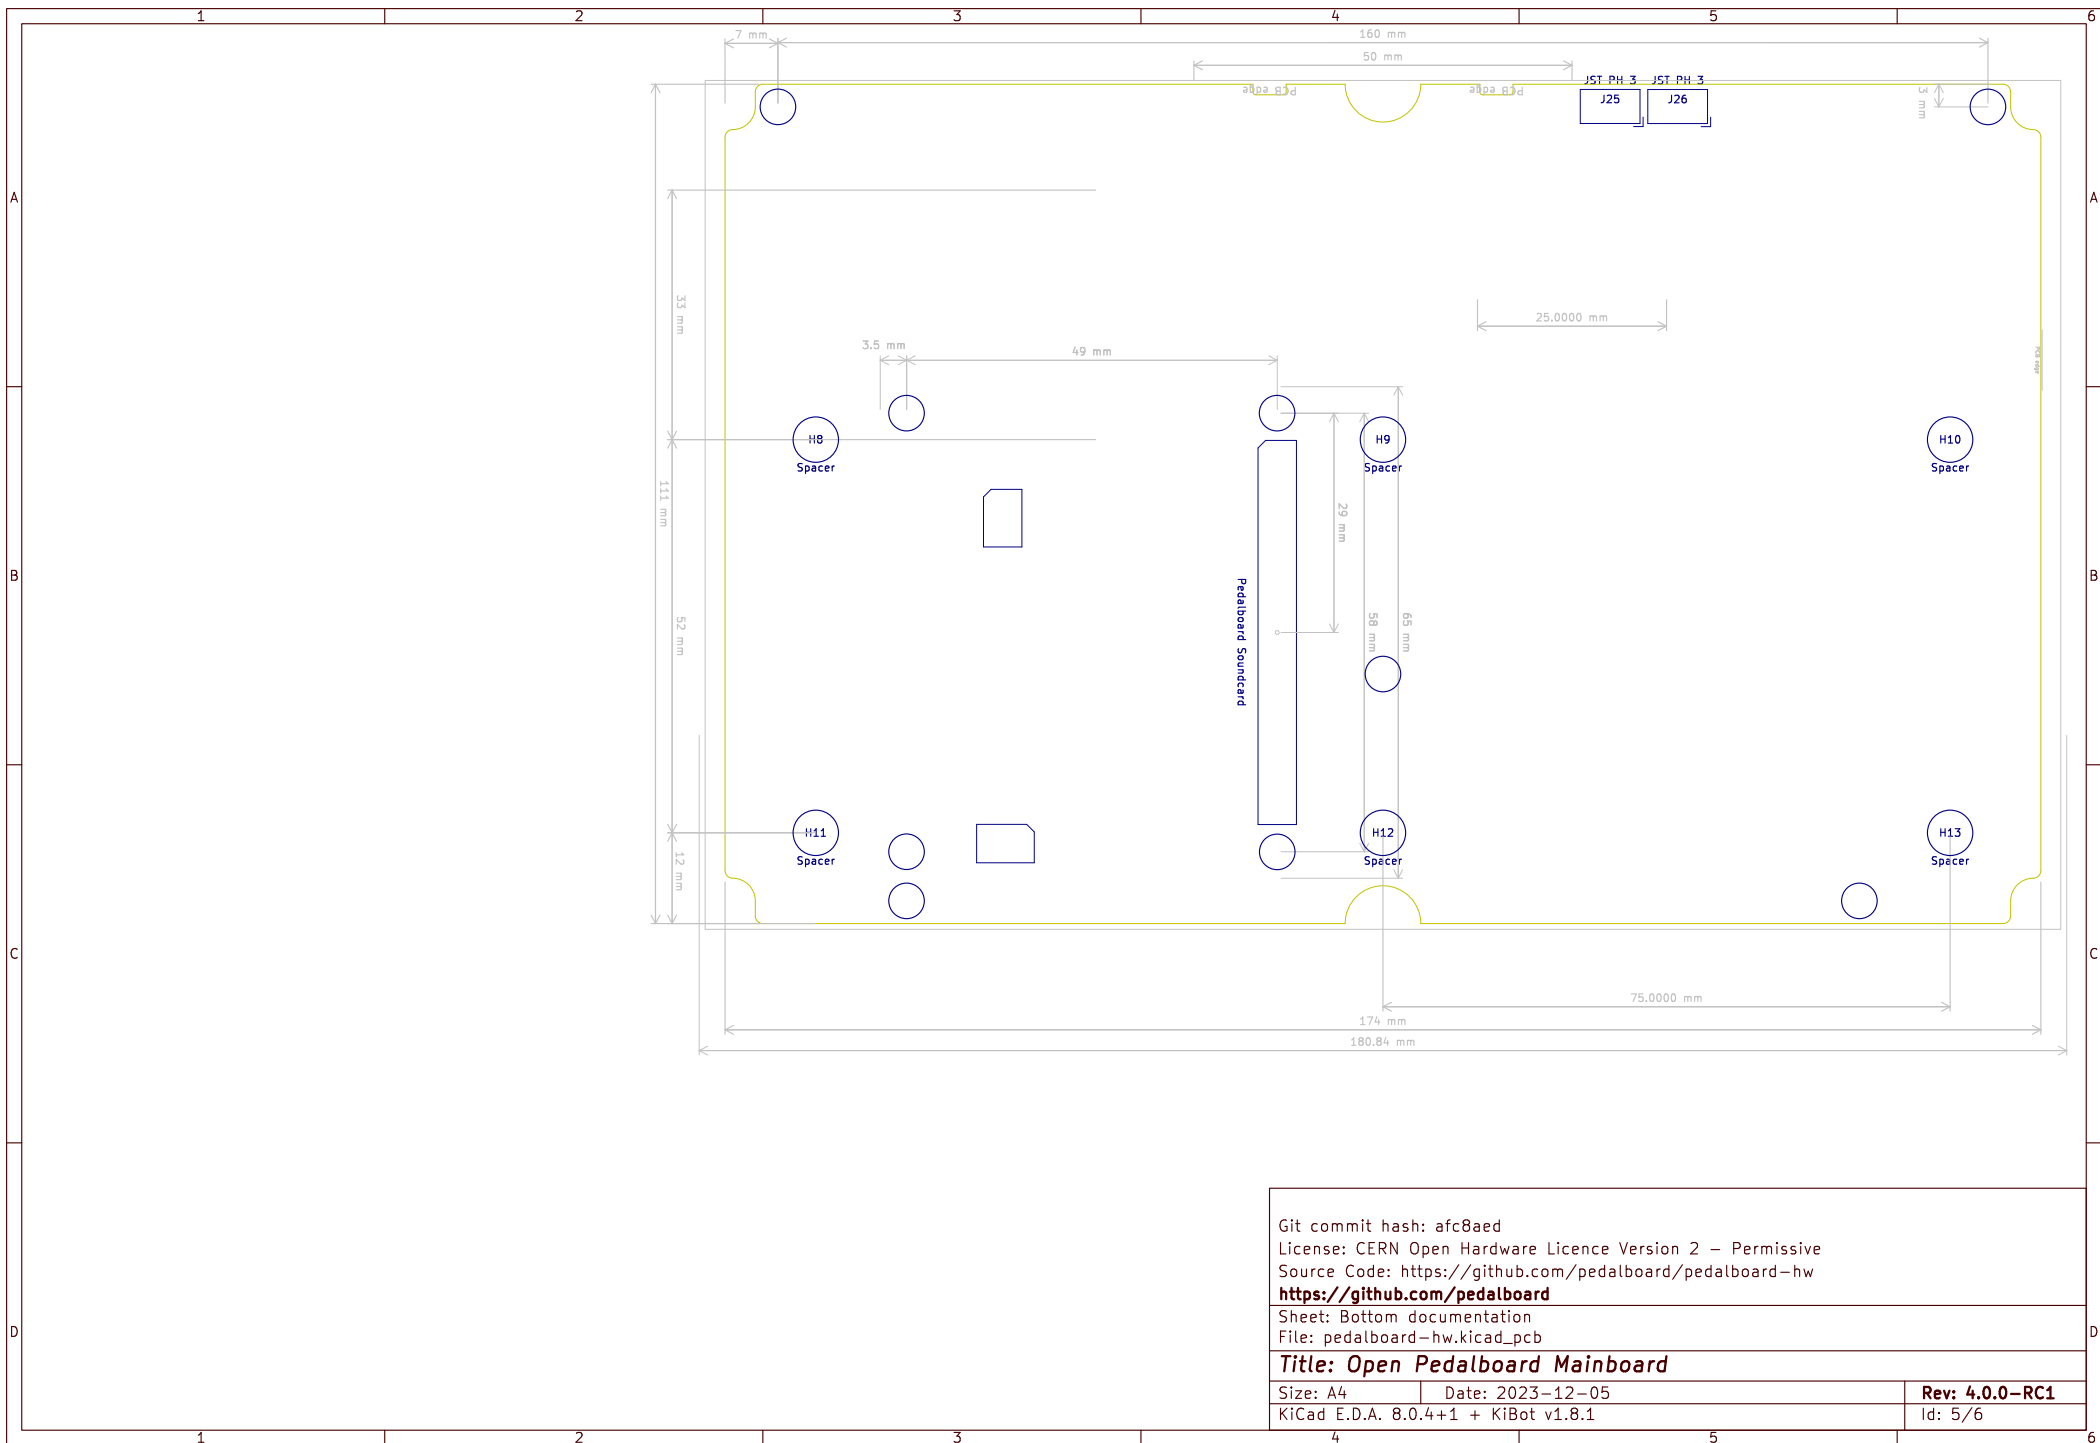 1 2 3 4 5 6
7 mm
160 mm
50 mm
JST PH 3 JST PH 3
PCB edge PCB edge
J25 J26
3 mm
A A
33 mm
25.0000 mm
3.5 mm
49 mm
PCB edge
H8 H9 H10
Spacer Spacer Spacer
111 mm
29 mm
B B
Pedalboard Soundcard
52 mm
58 mm
65 mm
H11 H12 H13
Spacer Spacer Spacer
12 mm
C C
75.0000 mm
174 mm
180.84 mm
Git commit hash: afc8aed
License: CERN Open Hardware Licence Version 2 - Permissive
Source Code: https://github.com/pedalboard/pedalboard-hw
https://github.com/pedalboard
Sheet: Bottom documentation
File: pedalboard-hw.kicad_pcb
D D
Title: Open Pedalboard Mainboard
Size: A4 Date: 2023-12-05 Rev: 4.0.0-RC1
KiCad E.D.A. 8.0.4+1 + KiBot v1.8.1 Id: 5/6
1 2 3 4 5 6